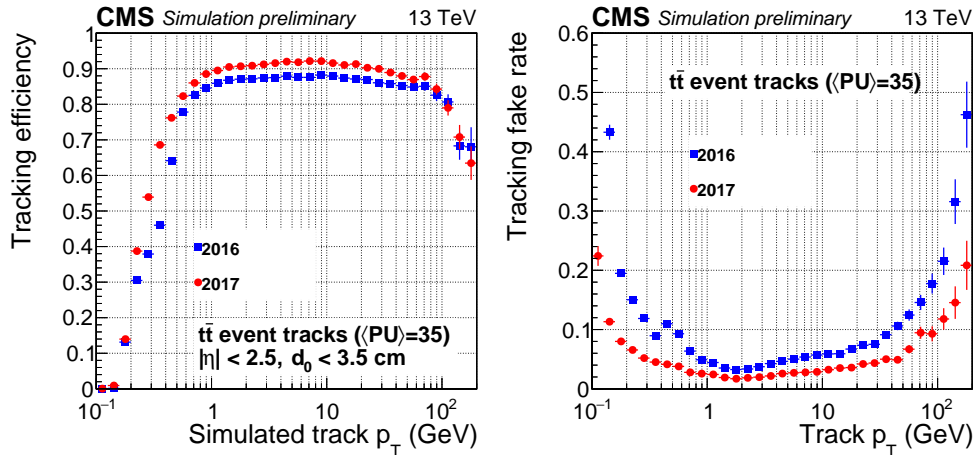 CMS Simulation preliminary 13 TeV
Tracking efficiency
1
0.9
0.8
0.7
0.6
0.5
0.4
0.3
0.2
0.1
0
2016
2017
tt̄ event tracks (⟨PU⟩=35)
|η| < 2.5, d₀ < 3.5 cm
10⁻¹ 1 10 10²
Simulated track p_T (GeV)
CMS Simulation preliminary 13 TeV
Tracking fake rate
0.6
0.5
0.4
0.3
0.2
0.1
0
tt̄ event tracks (⟨PU⟩=35)
2016
2017
10⁻¹ 1 10 10²
Track p_T (GeV)